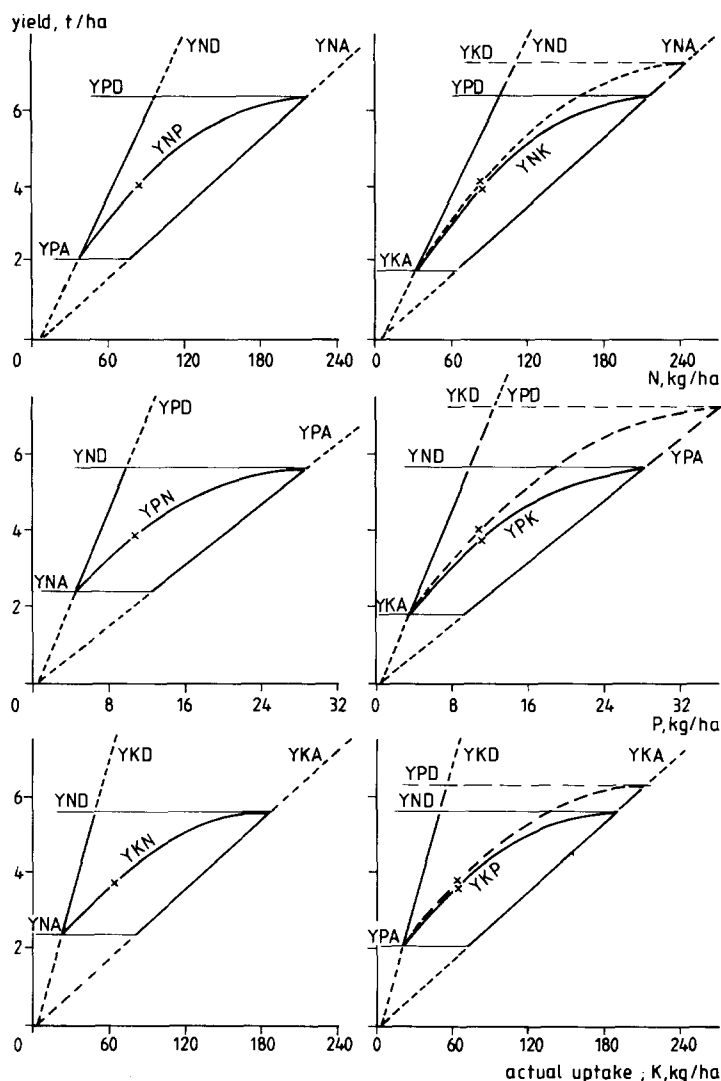 yield, t/ha
YND YNA
YPD
YNP
YPA
6
4
2
0
0 60 120 180 240
YKD YND YNA
YPD
YNK
YKA
0 60 120 180 240
N, kg/ha
YPD
YND YPA
YPN
YNA
6
4
2
0
0 8 16 24 32
YKD YPD
YND
YPA
YPK
YKA
0 8 16 24 32
P, kg/ha
YKD YKA
YND
YKN
YNA
6
4
2
0 60 120 180 240
YKD YKA
YPD
YND
YKP
YPA
0 60 120 180 240
actual uptake ; K, kg/ha